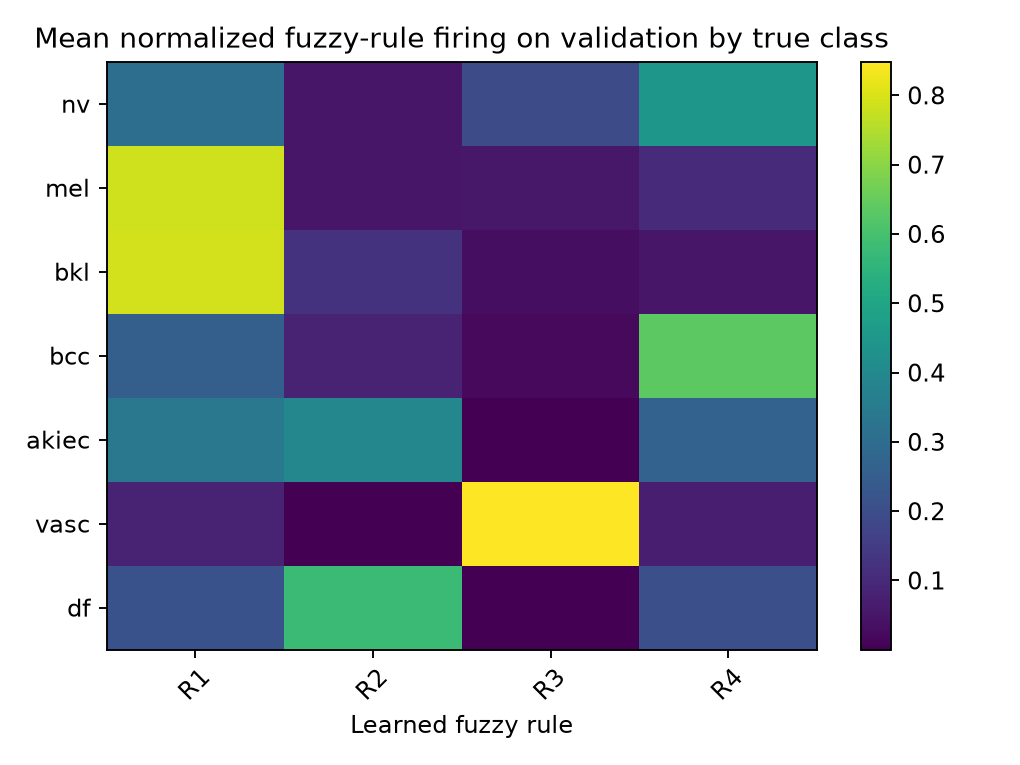 Mean normalized fuzzy-rule firing on validation by true class
nv
mel
bkl
bcc
akiec
vasc
df
R1 R2 R3 R4
Learned fuzzy rule
0.8
0.7
0.6
0.5
0.4
0.3
0.2
0.1